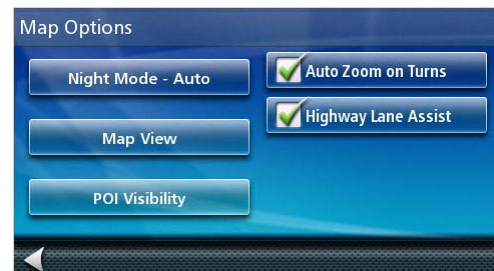 Map Options
Night Mode - Auto
Map View
POI Visibility
Auto Zoom on Turns
Highway Lane Assist